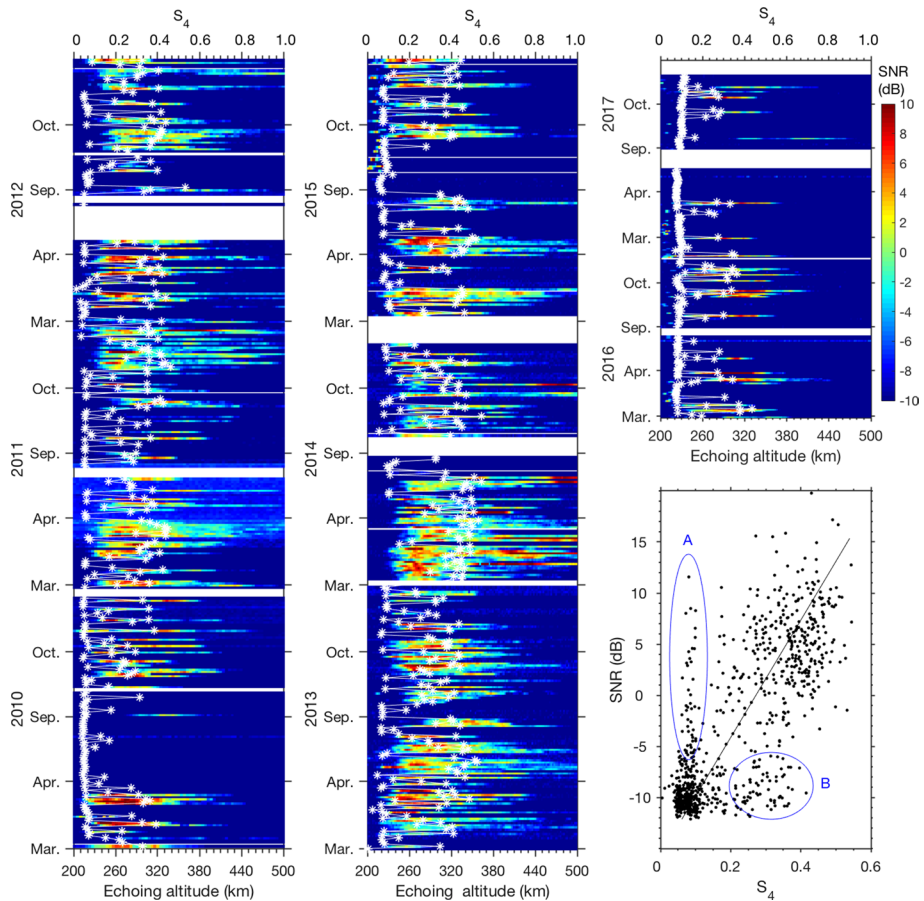 S4
0 0.2 0.4 0.6 0.8 1.0
Oct.
Sep.
2012
Apr.
Mar.
Oct.
Sep.
2011
Apr.
Mar.
Oct.
Sep.
2010
Apr.
Mar.
200 260 320 380 440 500
Echoing altitude (km)
S4
0 0.2 0.4 0.6 0.8 1.0
Oct.
Sep.
2015
Apr.
Mar.
Oct.
Sep.
2014
Apr.
Mar.
Oct.
Sep.
2013
Apr.
Mar.
200 260 320 380 440 500
Echoing altitude (km)
S4
0 0.2 0.4 0.6 0.8 1.0
2017
Oct.
Sep.
Apr.
Mar.
Oct.
Sep.
2016
Apr.
Mar.
200 260 320 380 440 500
Echoing altitude (km)
SNR
(dB)
10
8
6
4
2
0
-2
-4
-6
-8
-10
A
B
15
10
5
0
-5
-10
SNR (dB)
0 0.2 0.4 0.6
S4